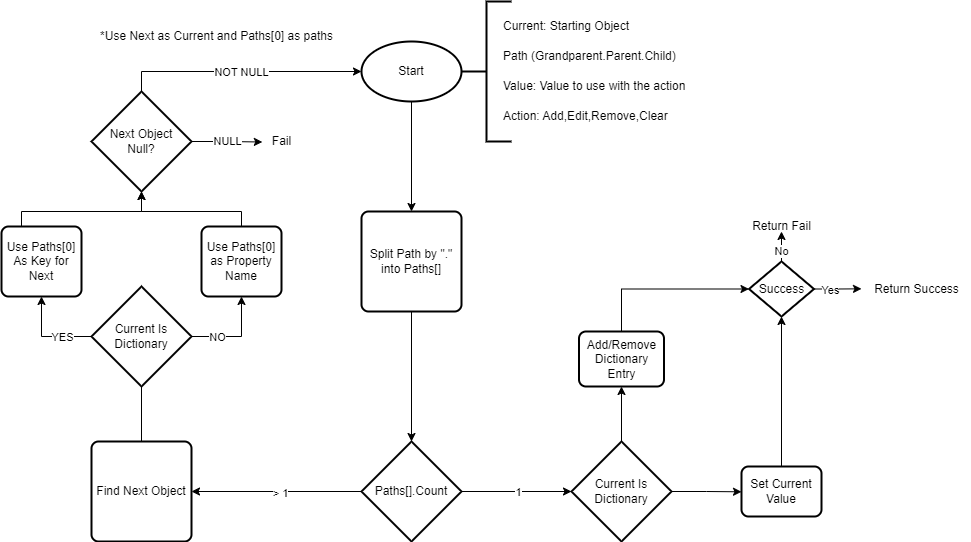 *Use Next as Current and Paths[0] as paths
Current: Starting Object
Path (Grandparent.Parent.Child)
Value: Value to use with the action
Action: Add,Edit,Remove,Clear
Start
NOT NULL
Next Object
Null?
NULL
Fail
Use Paths[0]
As Key for
Next
Use Paths[0]
as Property
Name
Split Path by "."
into Paths[]
Return Fail
No
Success
Yes
Return Success
Current Is
Dictionary
YES
NO
Add/Remove
Dictionary
Entry
Find Next Object
> 1
Paths[].Count
1
Current Is
Dictionary
Set Current
Value